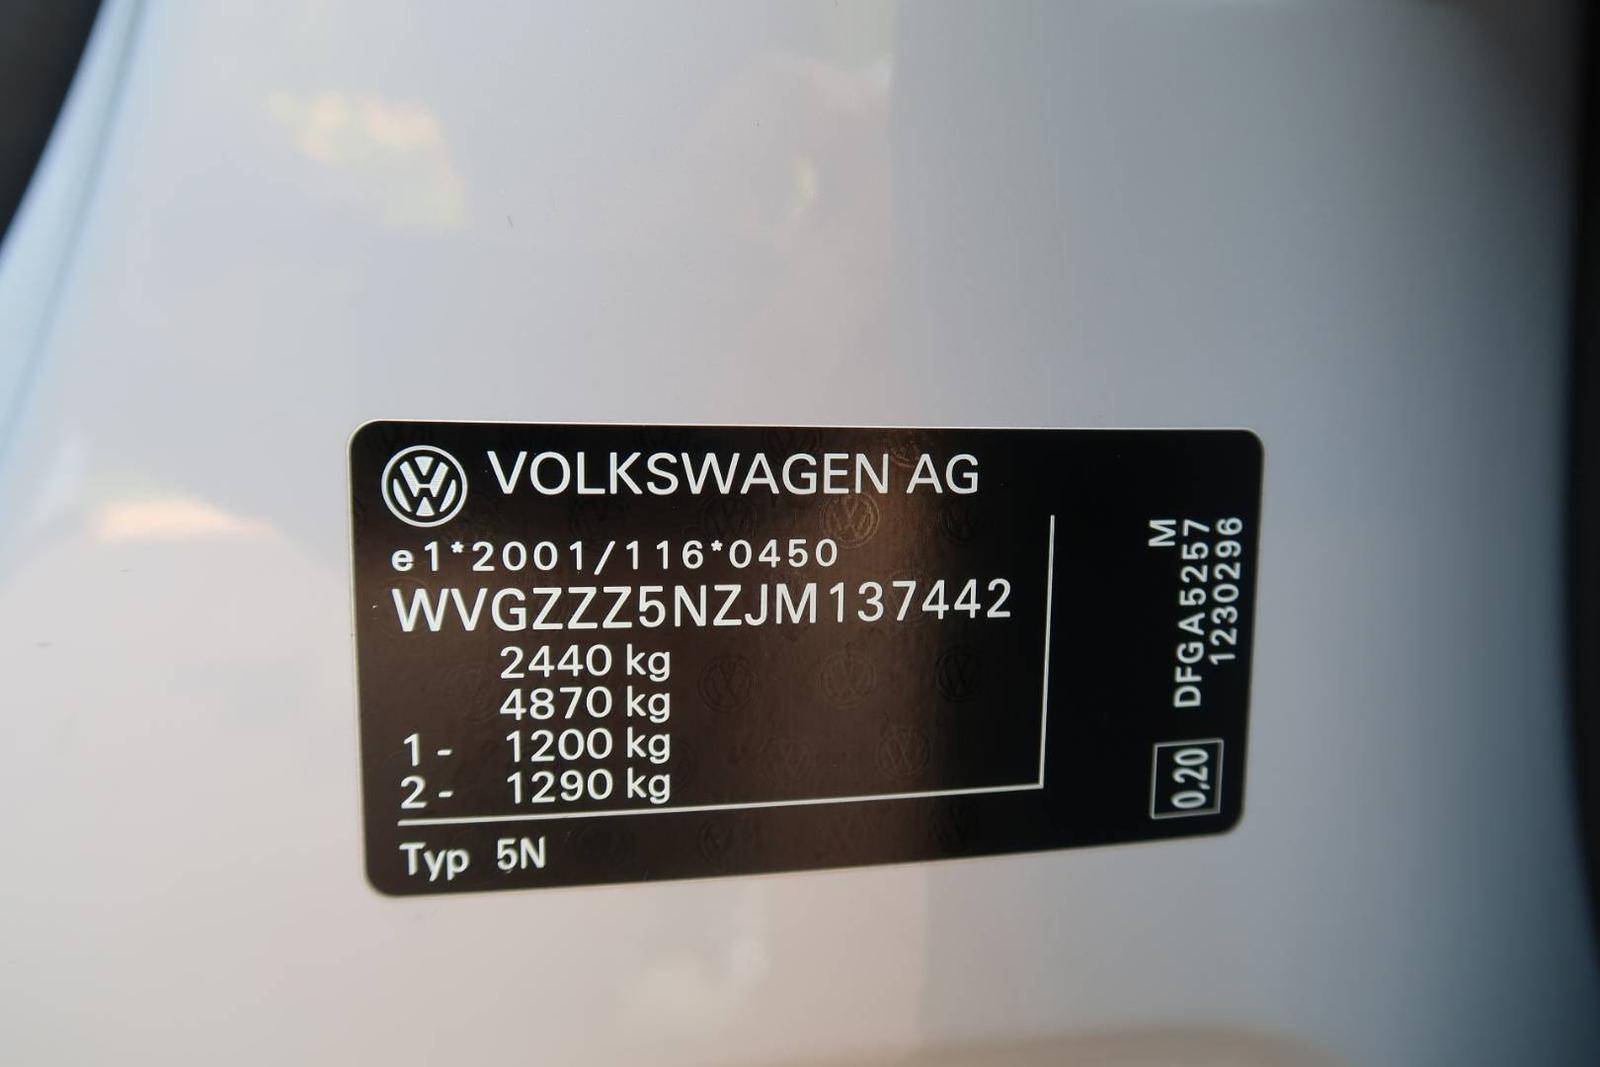 VOLKSWAGEN AG
e1*2001/116*0450
WVGZZZ5NZJM137442
2440 kg
4870 kg
1- 1200 kg
2- 1290 kg
Typ 5N
M
DFGA5257
1230296
0,20